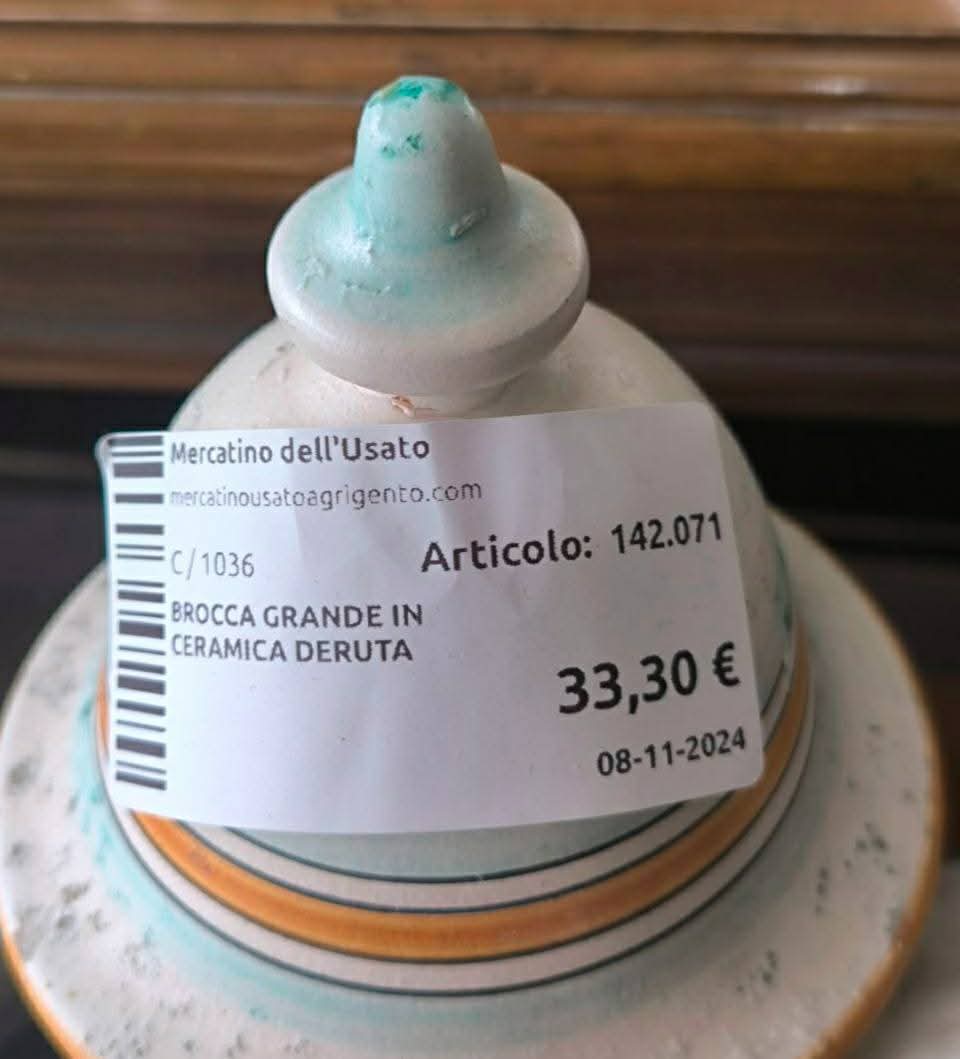 Mercatino dell'Usato
mercatinousatoagrigento.com
C/1036
Articolo: 142.071
BROCCA GRANDE IN
CERAMICA DERUTA
33,30 €
08-11-2024